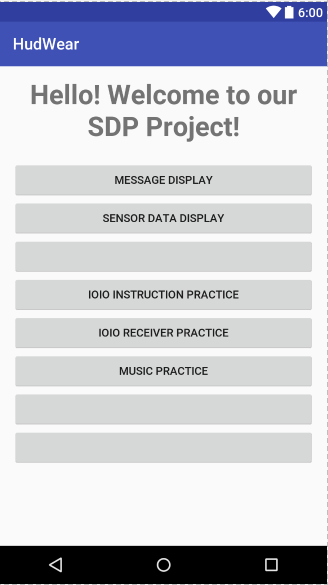 6:00
HudWear
Hello! Welcome to our
SDP Project!
MESSAGE DISPLAY
SENSOR DATA DISPLAY
IOIO INSTRUCTION PRACTICE
IOIO RECEIVER PRACTICE
MUSIC PRACTICE